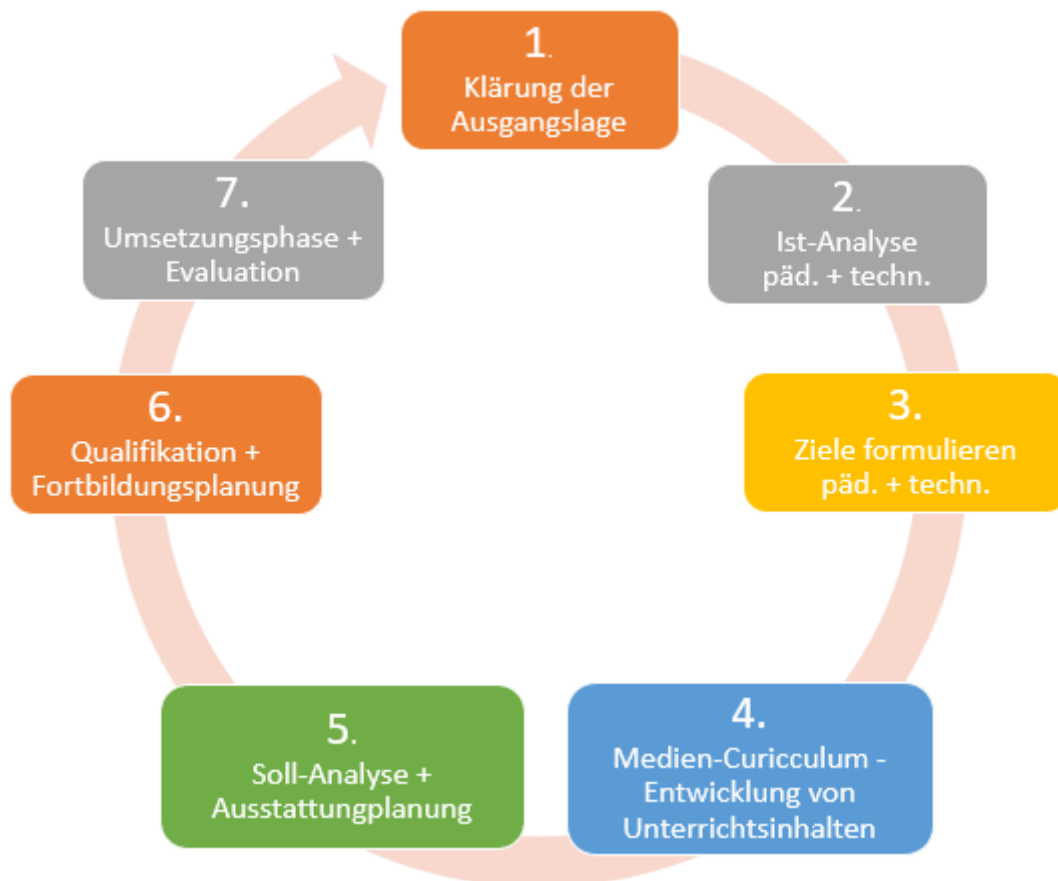 1.
Klärung der
Ausgangslage
2.
Ist-Analyse
päd. + techn.
3.
Ziele formulieren
päd. + techn.
4.
Medien-Curicculum -
Entwicklung von
Unterrichtsinhalten
5.
Soll-Analyse +
Ausstattungplanung
6.
Qualifikation +
Fortbildungsplanung
7.
Umsetzungsphase +
Evaluation